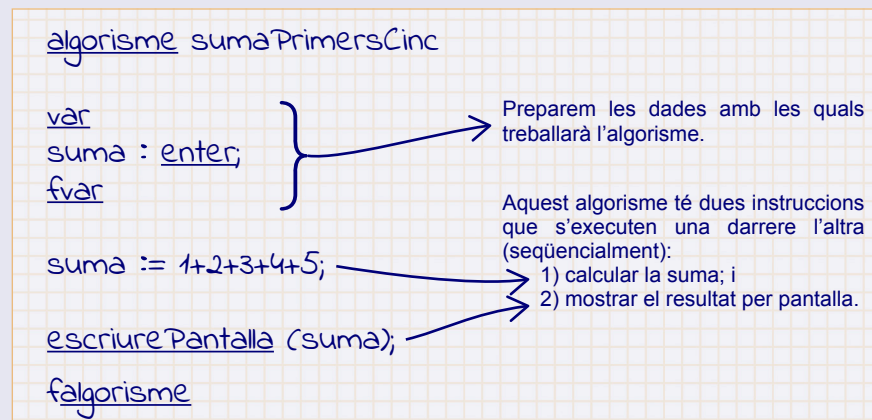 algorisme sumaPrimersCinc
var
suma : enter;
fvar
Preparem les dades amb les quals
treballarà l'algorisme.
suma := 1+2+3+4+5;
escriurePantalla (suma);
falgorisme
Aquest algorisme té dues instruccions
que s'executen una darrere l'altra
(seqüencialment):
1) calcular la suma; i
2) mostrar el resultat per pantalla.